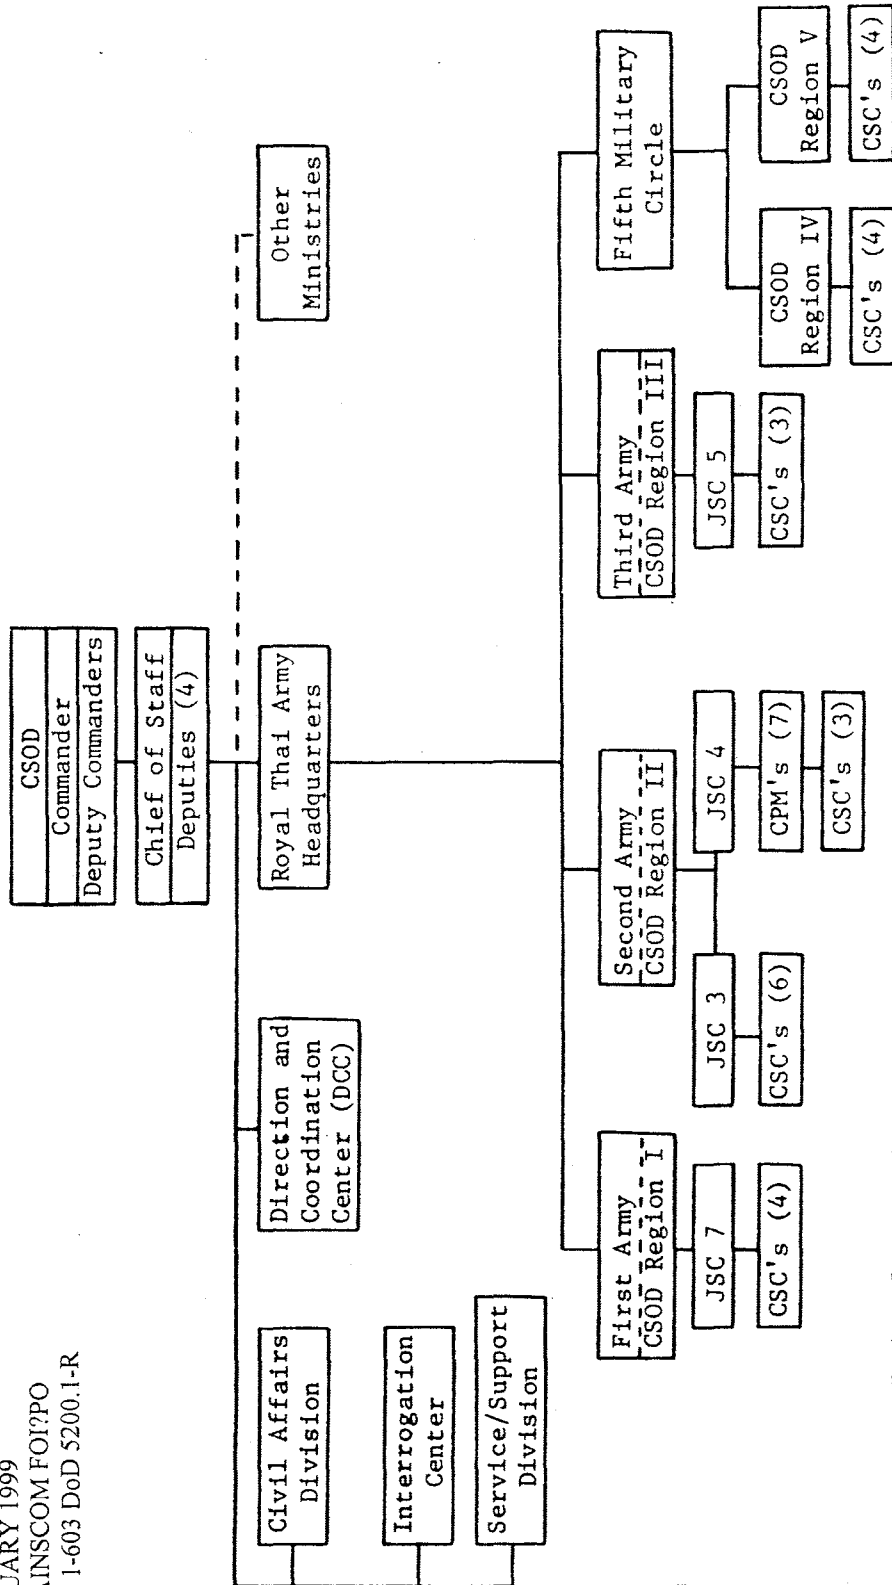 UARY 1999
AINSCOM FOI?PO
1-603 DoD 5200.1-R
CSOD
Commander
Deputy Commanders
Chief of Staff
Deputies (4)
Civil Affairs
Division
Interrogation
Center
Service/Support
Division
Direction and
Coordination
Center (DCC)
Royal Thai Army
Headquarters
Other
Ministries
First Army
CSOD Region I
JSC 7
CSC's (4)
Second Army
CSOD Region II
JSC 3
CSC's (6)
JSC 4
CPM's (7)
CSC's (3)
Third Army
CSOD Region III
JSC 5
CSC's (3)
Fifth Military
Circle
CSOD
Region IV
CSC's (4)
CSOD
Region V
CSC's (4)